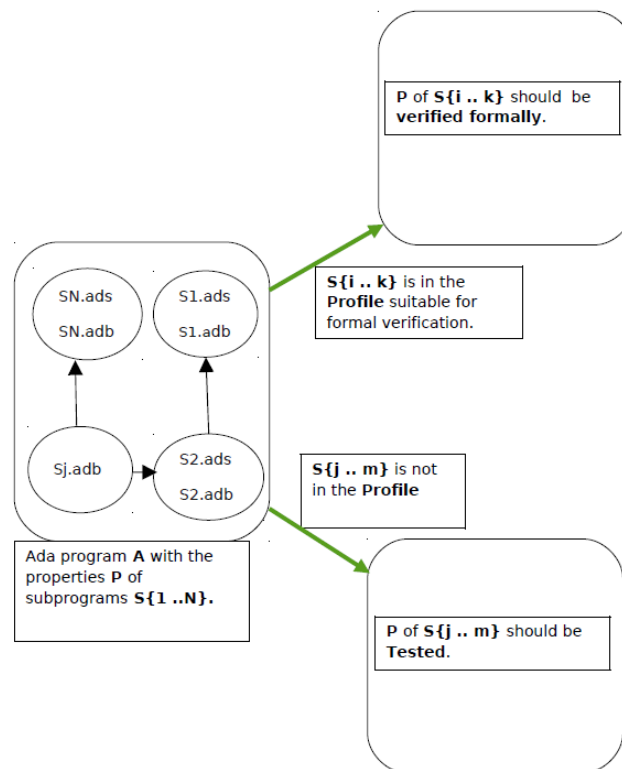 P of S{i .. k} should be
verified formally.
SN.ads
SN.adb
S1.ads
S1.adb
S{i .. k} is in the
Profile suitable for
formal verification.
Sj.adb
S2.ads
S2.adb
S{j .. m} is not
in the Profile
Ada program A with the
properties P of
subprograms S{1 ..N}.
P of S{j .. m} should be
Tested.